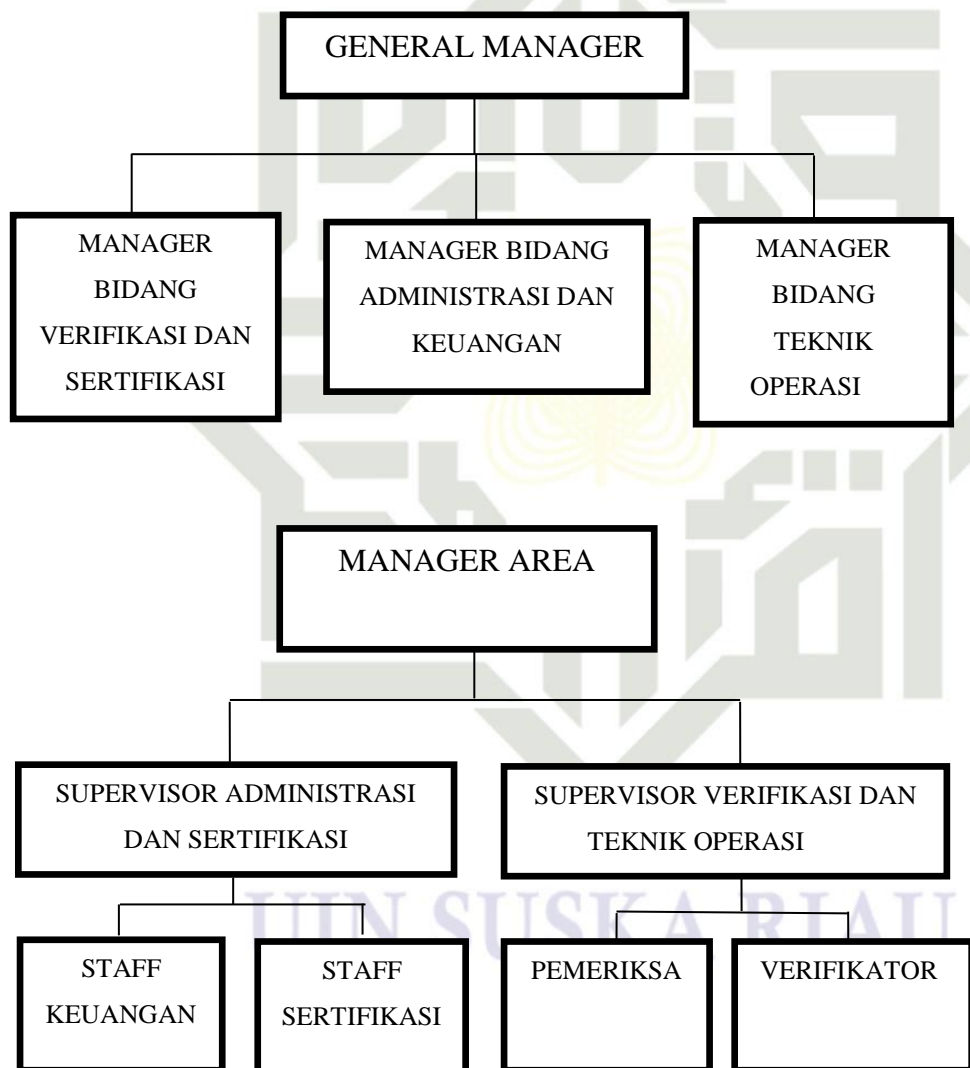 GENERAL MANAGER
MANAGER
BIDANG
VERIFIKASI DAN
SERTIFIKASI
MANAGER BIDANG
ADMINISTRASI DAN
KEUANGAN
MANAGER
BIDANG
TEKNIK
OPERASI
MANAGER AREA
SUPERVISOR ADMINISTRASI
DAN SERTIFIKASI
SUPERVISOR VERIFIKASI DAN
TEKNIK OPERASI
UIN SUSKA RIAU
STAFF
KEUANGAN
STAFF
SERTIFIKASI
PEMERIKSA
VERIFIKATOR